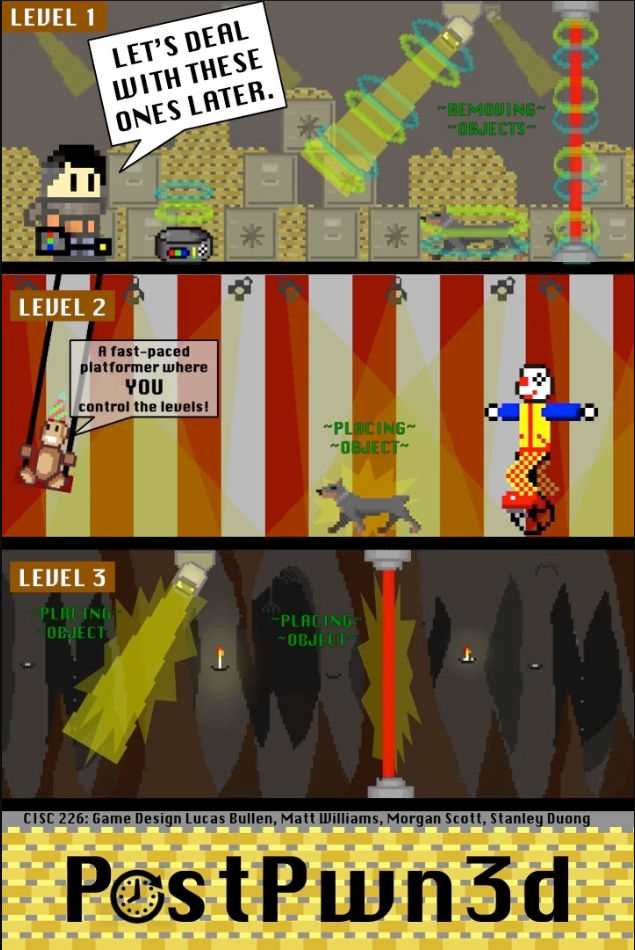 LEVEL 1
LET'S DEAL
WITH THESE
ONES LATER.
~REMOVING~
~OBJECTS~
LEVEL 2
A fast-paced
platformer where
YOU
control the levels!
~PLACING~
~OBJECT~
LEVEL 3
~PLACING~
~OBJECT~
~PLACING~
~OBJECT~
CISC 226: Game Design Lucas Bullen, Matt Williams, Morgan Scott, Stanley Duong
PostPwn3d